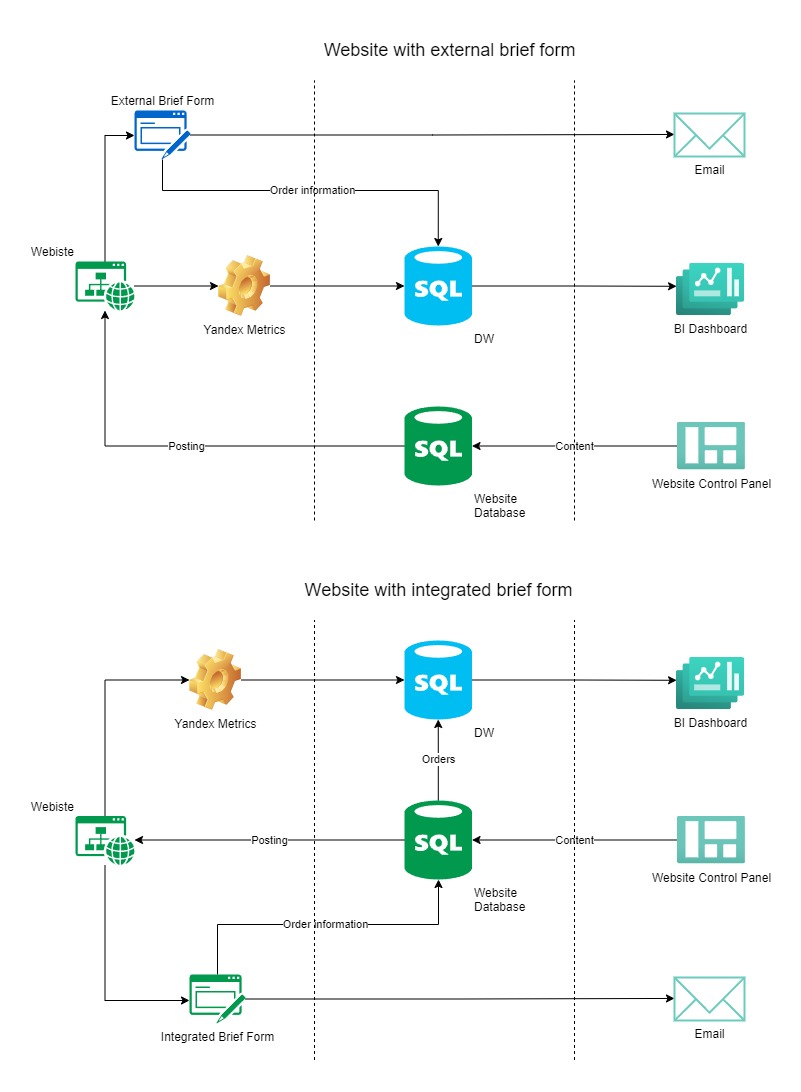 Website with external brief form
External Brief Form
Email
Order information
Webiste
SQL
Yandex Metrics
DW
BI Dashboard
Posting
SQL
Content
Website Control Panel
Website
Database
Website with integrated brief form
SQL
Yandex Metrics
DW
BI Dashboard
Orders
Webiste
Posting
SQL
Content
Website Control Panel
Website
Database
Order information
Integrated Brief Form
Email